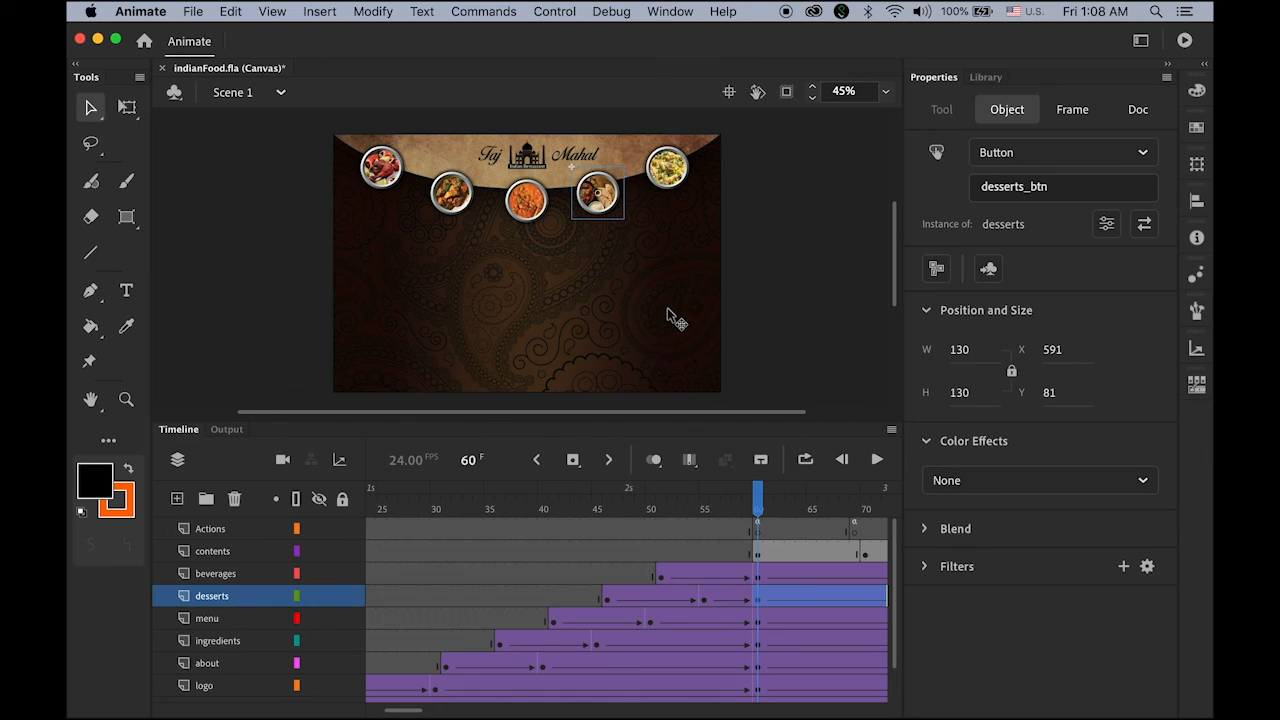 Animate File Edit View Insert Modify Text Commands Control Debug Window Help 100% U.S. Fri 1:08 AM
Animate
Tools
indianFood.fla (Canvas)*
Properties Library
Scene 1 45%
Tool Object Frame Doc
Button
Taj Mahal
Indian Restaurant
desserts_btn
Instance of: desserts
Position and Size
W 130 X 591
H 130 Y 81
Timeline Output
Color Effects
24.00 FPS 60 F
None
1s 2s 3
25 30 35 40 45 50 55 60 65 70
Actions
Blend
contents
Filters
beverages
desserts
menu
ingredients
about
logo